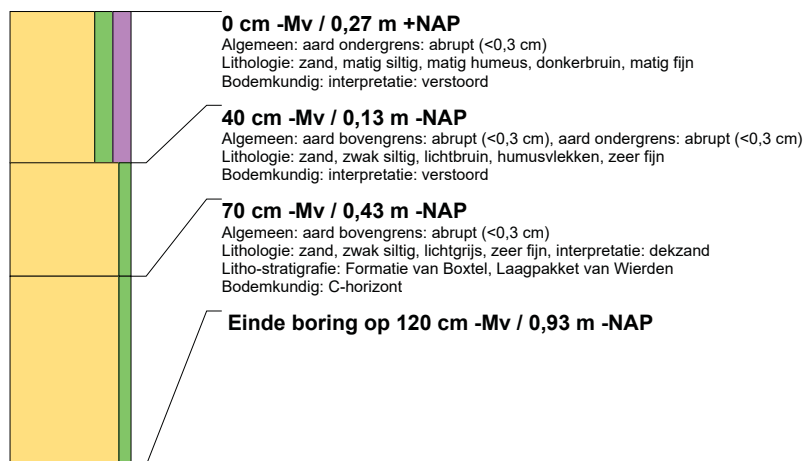 0 cm -Mv / 0,27 m +NAP
Algemeen: aard ondergrens: abrupt (<0,3 cm)
Lithologie: zand, matig siltig, matig humeus, donkerbruin, matig fijn
Bodemkundig: interpretatie: verstoord
40 cm -Mv / 0,13 m -NAP
Algemeen: aard bovengrens: abrupt (<0,3 cm), aard ondergrens: abrupt (<0,3 cm)
Lithologie: zand, zwak siltig, lichtbruin, humusvlekken, zeer fijn
Bodemkundig: interpretatie: verstoord
70 cm -Mv / 0,43 m -NAP
Algemeen: aard bovengrens: abrupt (<0,3 cm)
Lithologie: zand, zwak siltig, lichtgrijs, zeer fijn, interpretatie: dekzand
Litho-stratigrafie: Formatie van Boxtel, Laagpakket van Wierden
Bodemkundig: C-horizont
Einde boring op 120 cm -Mv / 0,93 m -NAP